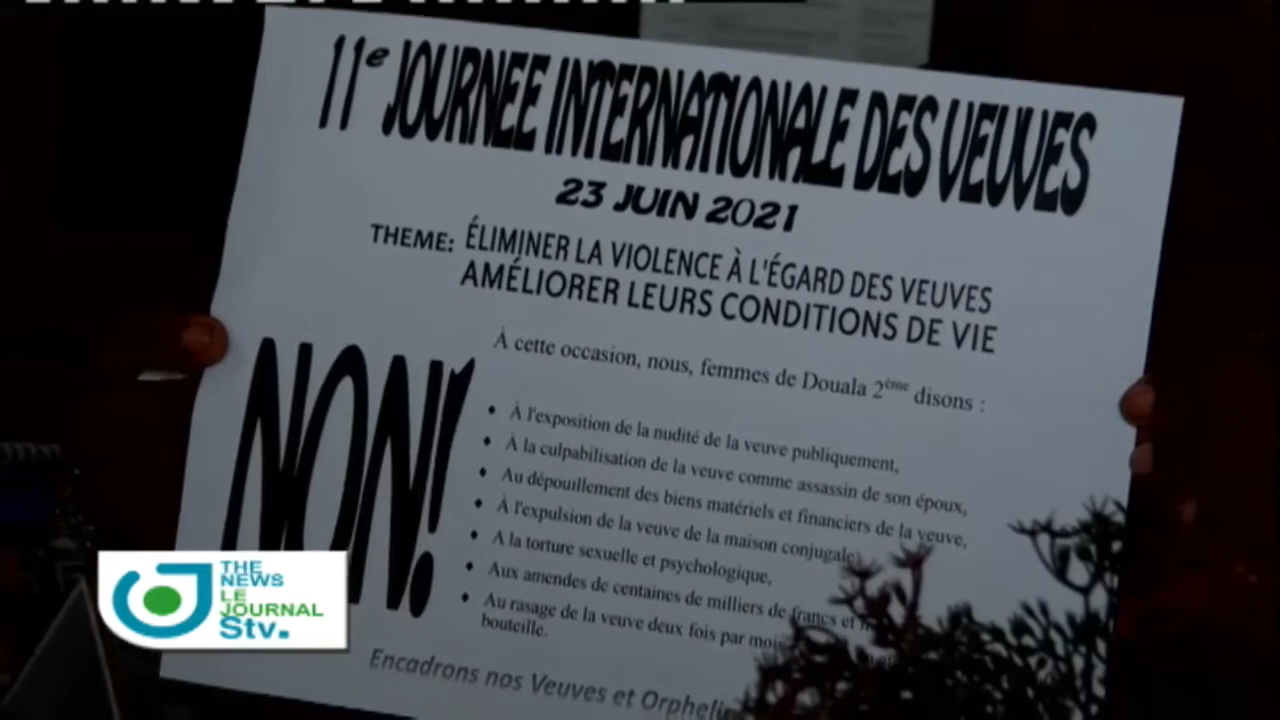 11e JOURNEE INTERNATIONALE DES VEUVES
23 JUIN 2021
THEME: ÉLIMINER LA VIOLENCE À L'ÉGARD DES VEUVES
AMÉLIORER LEURS CONDITIONS DE VIE
À cette occasion, nous, femmes de Douala 2ème disons :
NON!
• À l'exposition de la nudité de la veuve publiquement,
• À la culpabilisation de la veuve comme assassin de son époux,
• Au dépouillement des biens matériels et financiers de la veuve,
• À l'expulsion de la veuve de la maison conjugale,
• A la torture sexuelle et psychologique,
• Aux amendes de centaines de milliers de francs et
• Au rasage de la veuve deux fois par mois
bouteille.
Encadrons nos Veuves et
THE
NEWS
LE
JOURNAL
Stv.